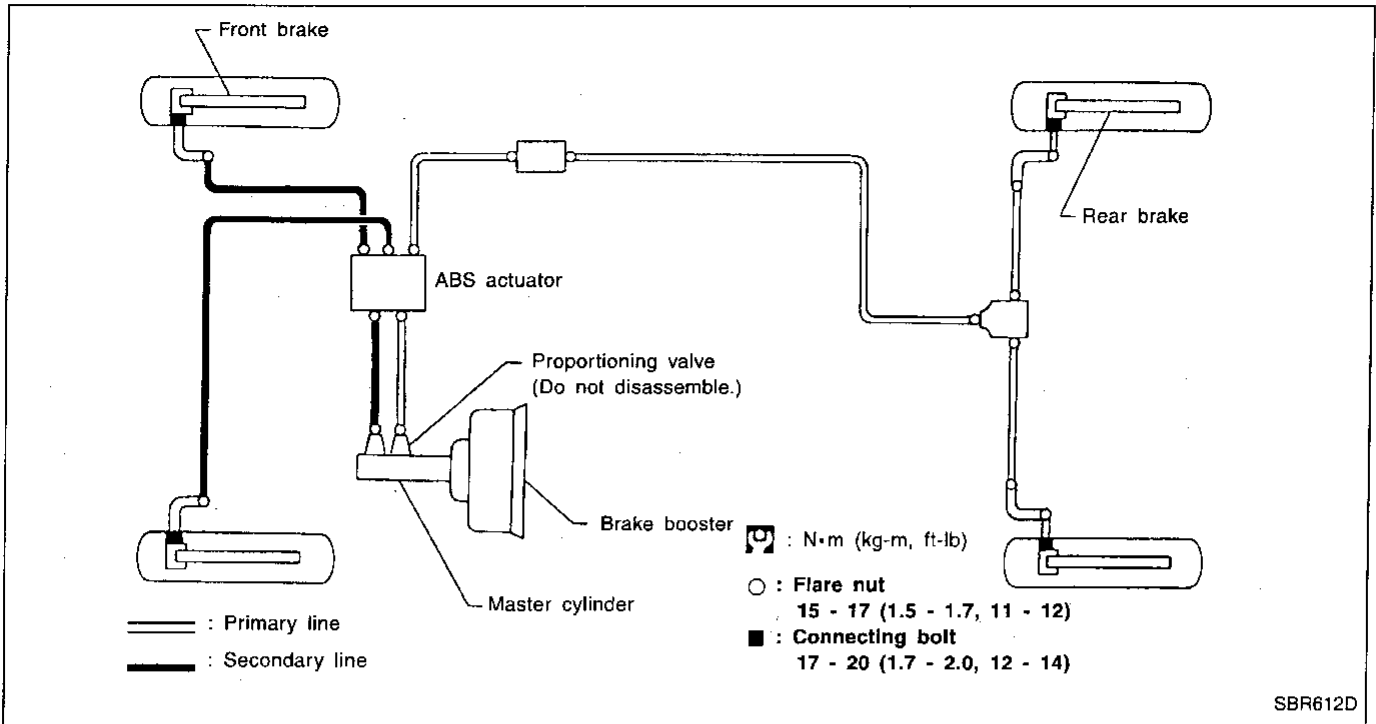 Front brake
Rear brake
ABS actuator
Proportioning valve
(Do not disassemble.)
Brake booster
Master cylinder
: Primary line
: Secondary line
: N•m (kg-m, ft-lb)
○ : Flare nut
15 - 17 (1.5 - 1.7, 11 - 12)
■ : Connecting bolt
17 - 20 (1.7 - 2.0, 12 - 14)
SBR612D